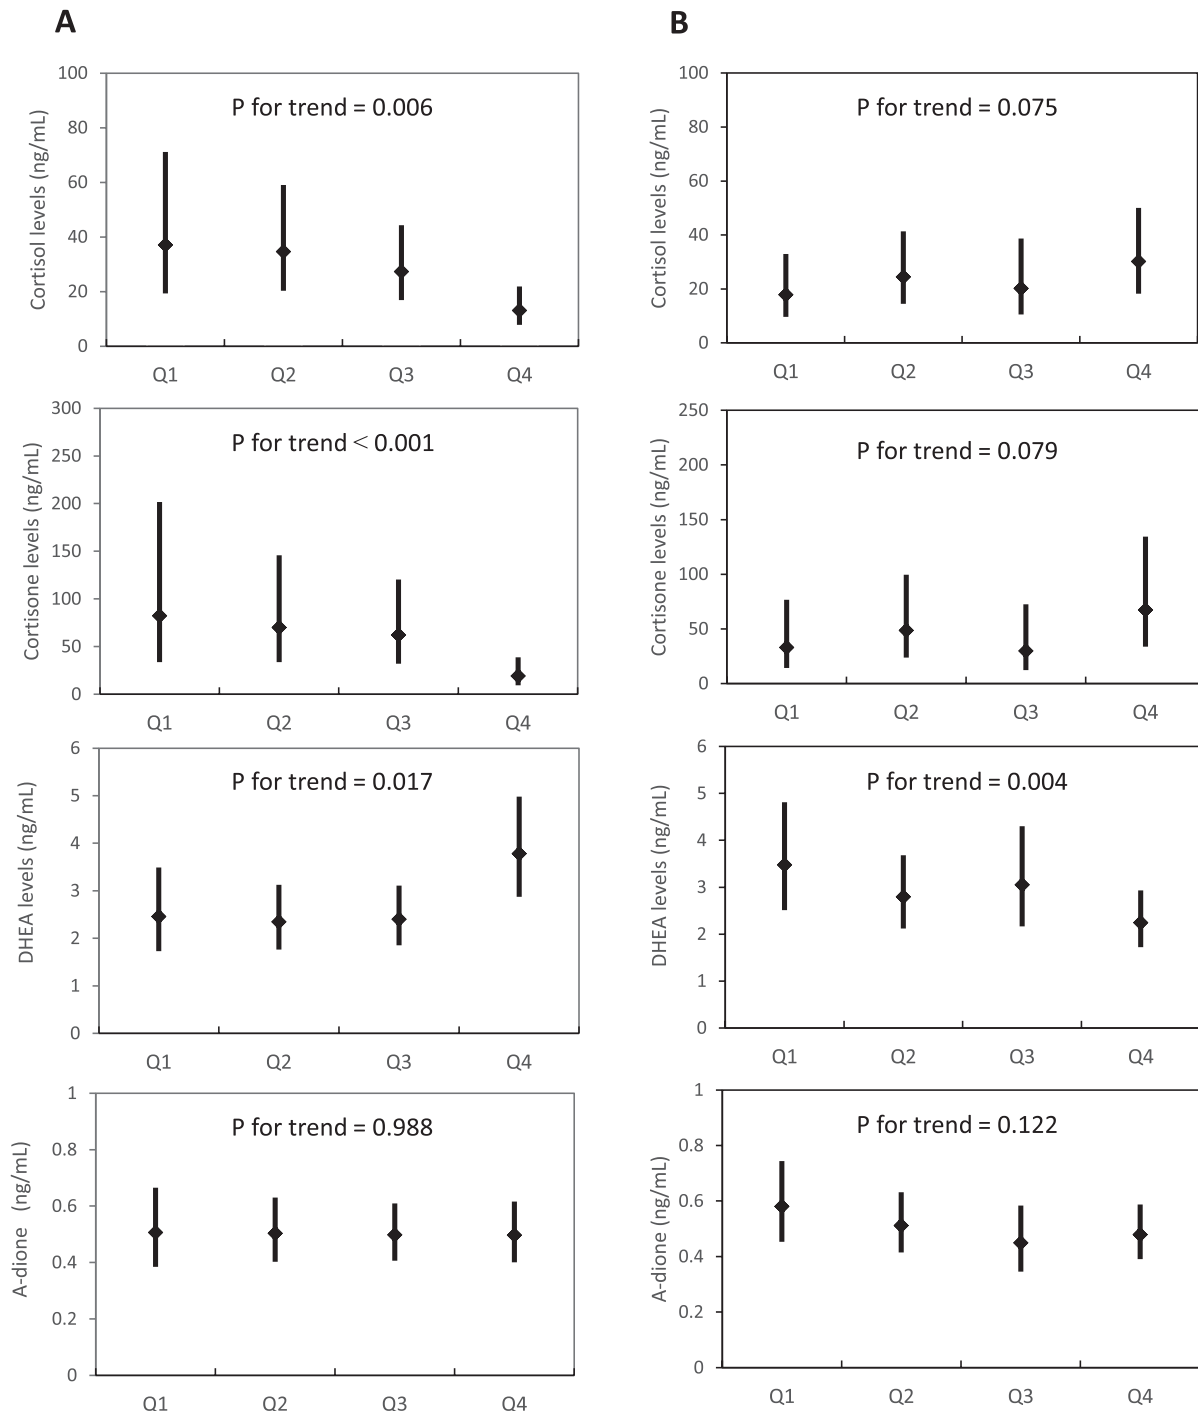 A
Cortisol levels (ng/mL)
P for trend = 0.006
100
80
60
40
20
0
Q1 Q2 Q3 Q4
Cortisone levels (ng/mL)
P for trend < 0.001
300
250
200
150
100
50
0
Q1 Q2 Q3 Q4
DHEA levels (ng/mL)
P for trend = 0.017
6
5
4
3
2
1
0
Q1 Q2 Q3 Q4
A-dione (ng/mL)
P for trend = 0.988
1
0.8
0.6
0.4
0.2
0
Q1 Q2 Q3 Q4
B
Cortisol levels (ng/mL)
P for trend = 0.075
100
80
60
40
20
0
Q1 Q2 Q3 Q4
Cortisone levels (ng/mL)
P for trend = 0.079
250
200
150
100
50
0
Q1 Q2 Q3 Q4
DHEA levels (ng/mL)
P for trend = 0.004
6
5
4
3
2
1
0
Q1 Q2 Q3 Q4
A-dione (ng/mL)
P for trend = 0.122
1
0.8
0.6
0.4
0.2
0
Q1 Q2 Q3 Q4